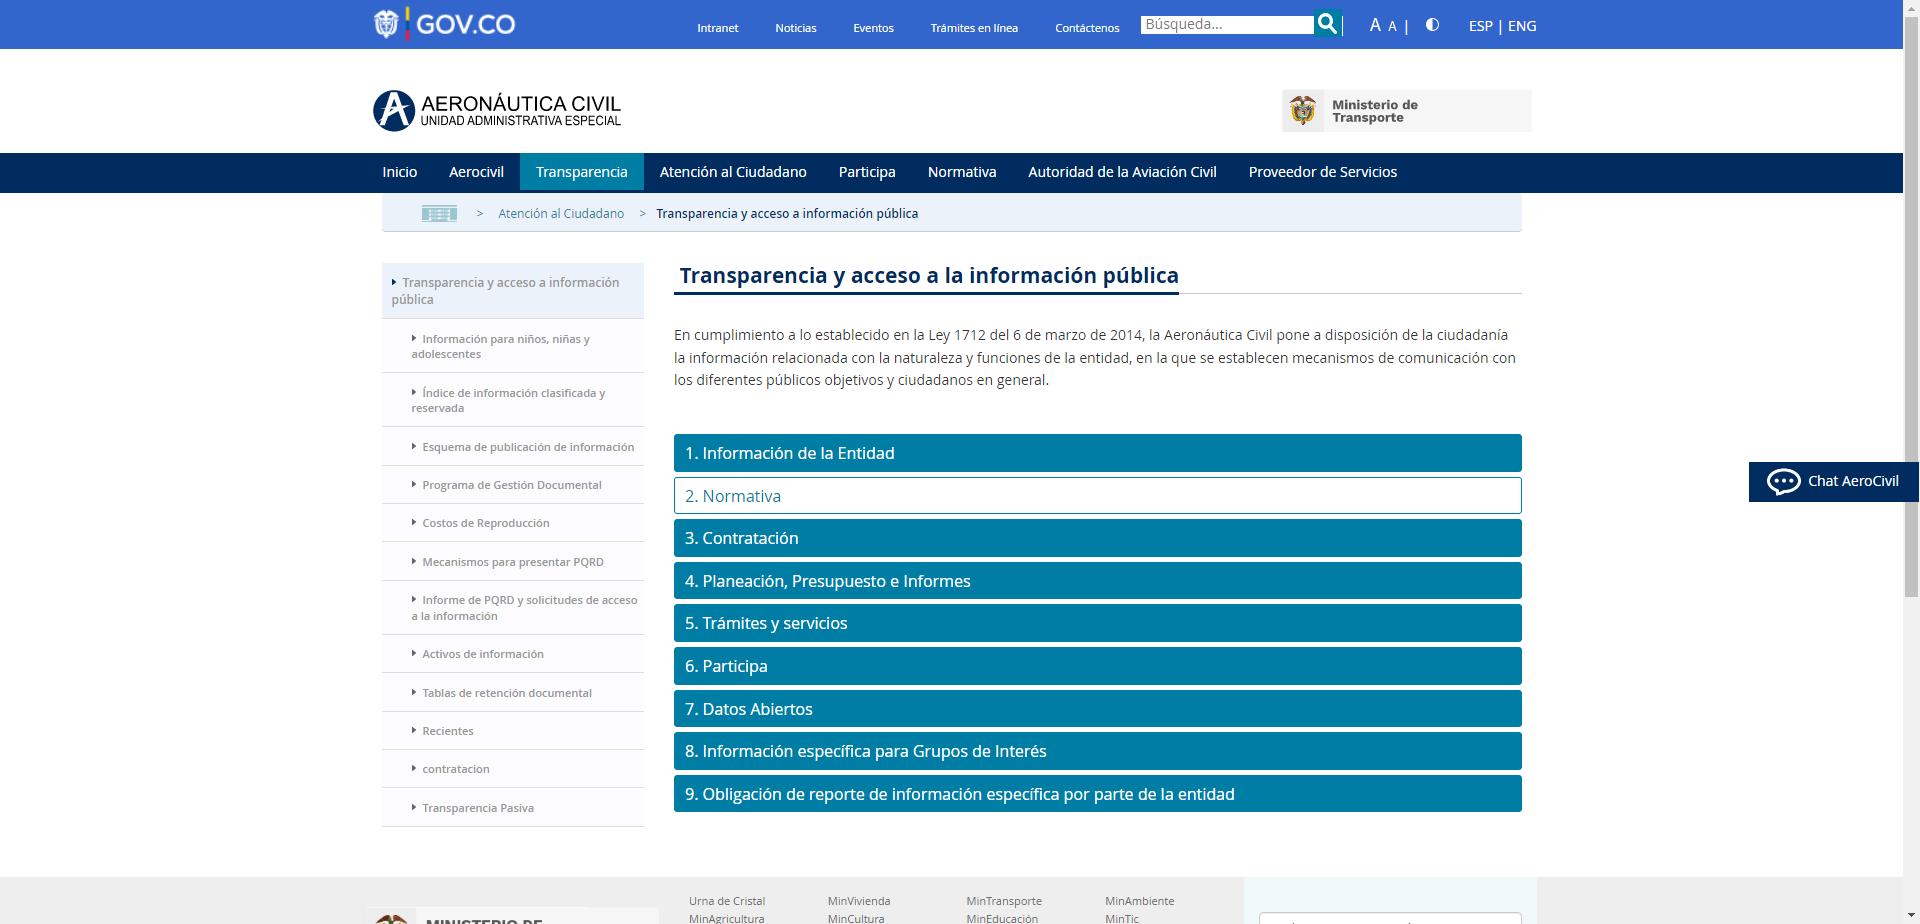 GOV.CO
Intranet
Noticias
Eventos
Trámites en línea
Contáctenos
Búsqueda...
A A |
ESP | ENG
AERONÁUTICA CIVIL
UNIDAD ADMINISTRATIVA ESPECIAL
Ministerio de
Transporte
Inicio
Aerocivil
Transparencia
Atención al Ciudadano
Participa
Normativa
Autoridad de la Aviación Civil
Proveedor de Servicios
> Atención al Ciudadano > Transparencia y acceso a información pública
Transparencia y acceso a información
pública
Información para niños, niñas y
adolescentes
Índice de información clasificada y
reservada
Esquema de publicación de información
Programa de Gestión Documental
Costos de Reproducción
Mecanismos para presentar PQRD
Informe de PQRD y solicitudes de acceso
a la información
Activos de información
Tablas de retención documental
Recientes
contratacion
Transparencia Pasiva
Transparencia y acceso a la información pública
En cumplimiento a lo establecido en la Ley 1712 del 6 de marzo de 2014, la Aeronáutica Civil pone a disposición de la ciudadanía
la información relacionada con la naturaleza y funciones de la entidad, en la que se establecen mecanismos de comunicación con
los diferentes públicos objetivos y ciudadanos en general.
1. Información de la Entidad
2. Normativa
3. Contratación
4. Planeación, Presupuesto e Informes
5. Trámites y servicios
6. Participa
7. Datos Abiertos
8. Información específica para Grupos de Interés
9. Obligación de reporte de información específica por parte de la entidad
Chat AeroCivil
MINISTERIO DE
Urna de Cristal
MinAgricultura
MinVivienda
MinCultura
MinTransporte
MinEducación
MinAmbiente
MinTic